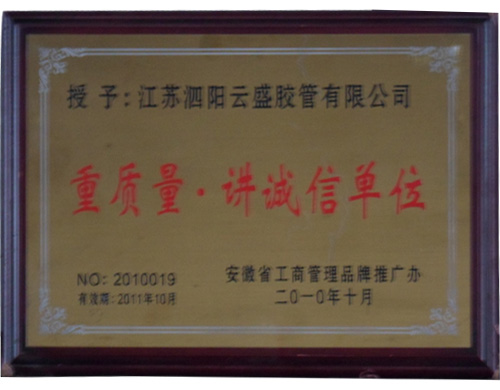 授 予:江苏泗阳云盛胶管有限公司
重质量·讲诚信单位
NO: 2010019
有效期: 2011年10月
安徽省工商管理品牌推广办
二〇一〇年十月